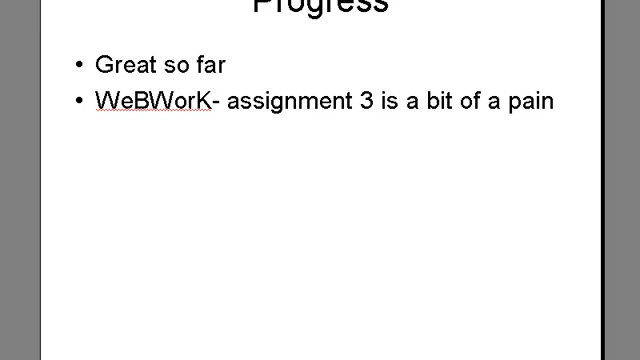 Progress
• Great so far
• WeBWorK- assignment 3 is a bit of a pain